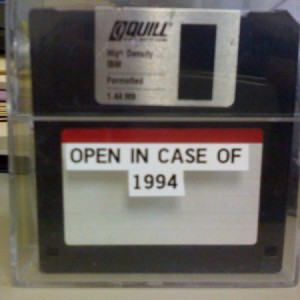 QUILL
High Density
IBM
Formatted
1.44 MB
OPEN IN CASE OF
1994